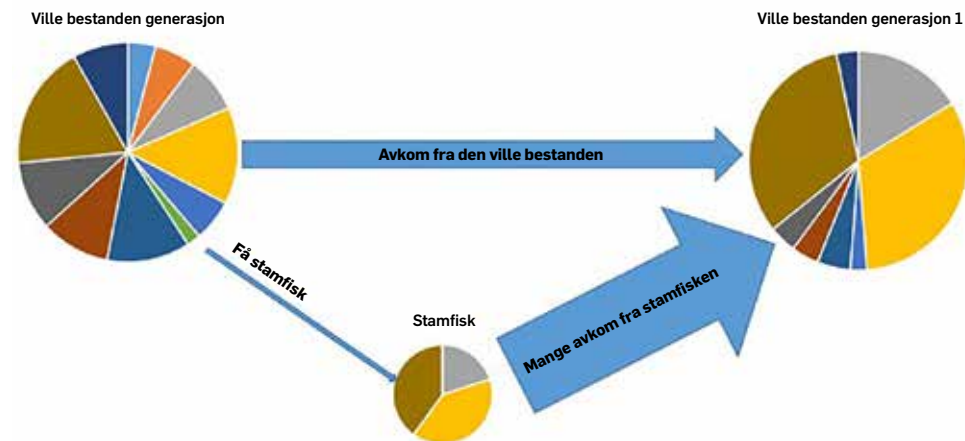 Ville bestanden generasjon
Ville bestanden generasjon 1
Avkom fra den ville bestanden
Få stamfisk
Stamfisk
Mange avkom fra stamfisken